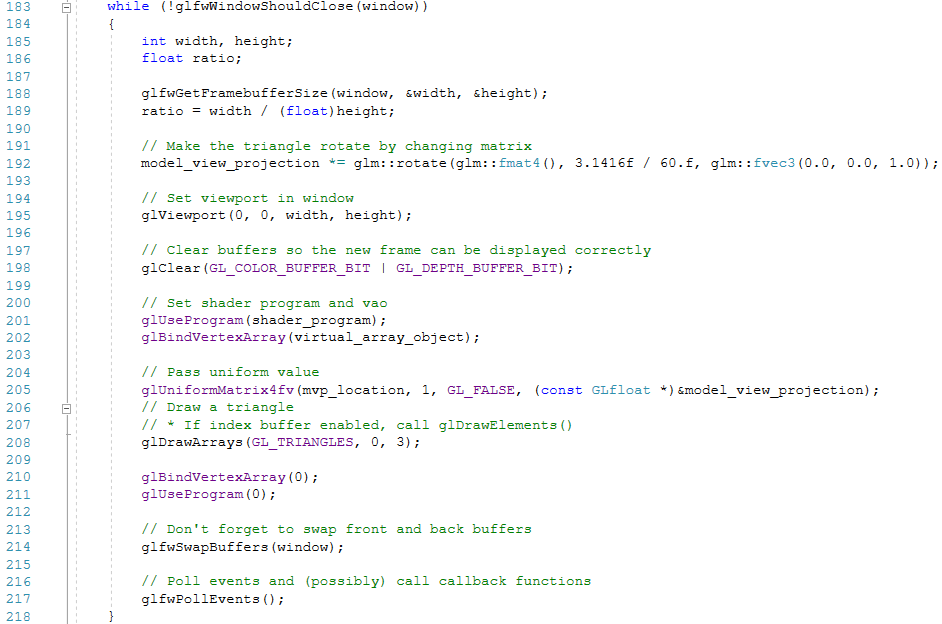 183 while (!glfwWindowShouldClose(window))
184 {
185 int width, height;
186 float ratio;
187
188 glfwGetFramebufferSize(window, &width, &height);
189 ratio = width / (float)height;
190
191 // Make the triangle rotate by changing matrix
192 model_view_projection *= glm::rotate(glm::fmat4(), 3.1416f / 60.f, glm::fvec3(0.0, 0.0, 1.0));
193
194 // Set viewport in window
195 glViewport(0, 0, width, height);
196
197 // Clear buffers so the new frame can be displayed correctly
198 glClear(GL_COLOR_BUFFER_BIT | GL_DEPTH_BUFFER_BIT);
199
200 // Set shader program and vao
201 glUseProgram(shader_program);
202 glBindVertexArray(virtual_array_object);
203
204 // Pass uniform value
205 glUniformMatrix4fv(mvp_location, 1, GL_FALSE, (const GLfloat *)&model_view_projection);
206 // Draw a triangle
207 // * If index buffer enabled, call glDrawElements()
208 glDrawArrays(GL_TRIANGLES, 0, 3);
209
210 glBindVertexArray(0);
211 glUseProgram(0);
212
213 // Don't forget to swap front and back buffers
214 glfwSwapBuffers(window);
215
216 // Poll events and (possibly) call callback functions
217 glfwPollEvents();
218 }